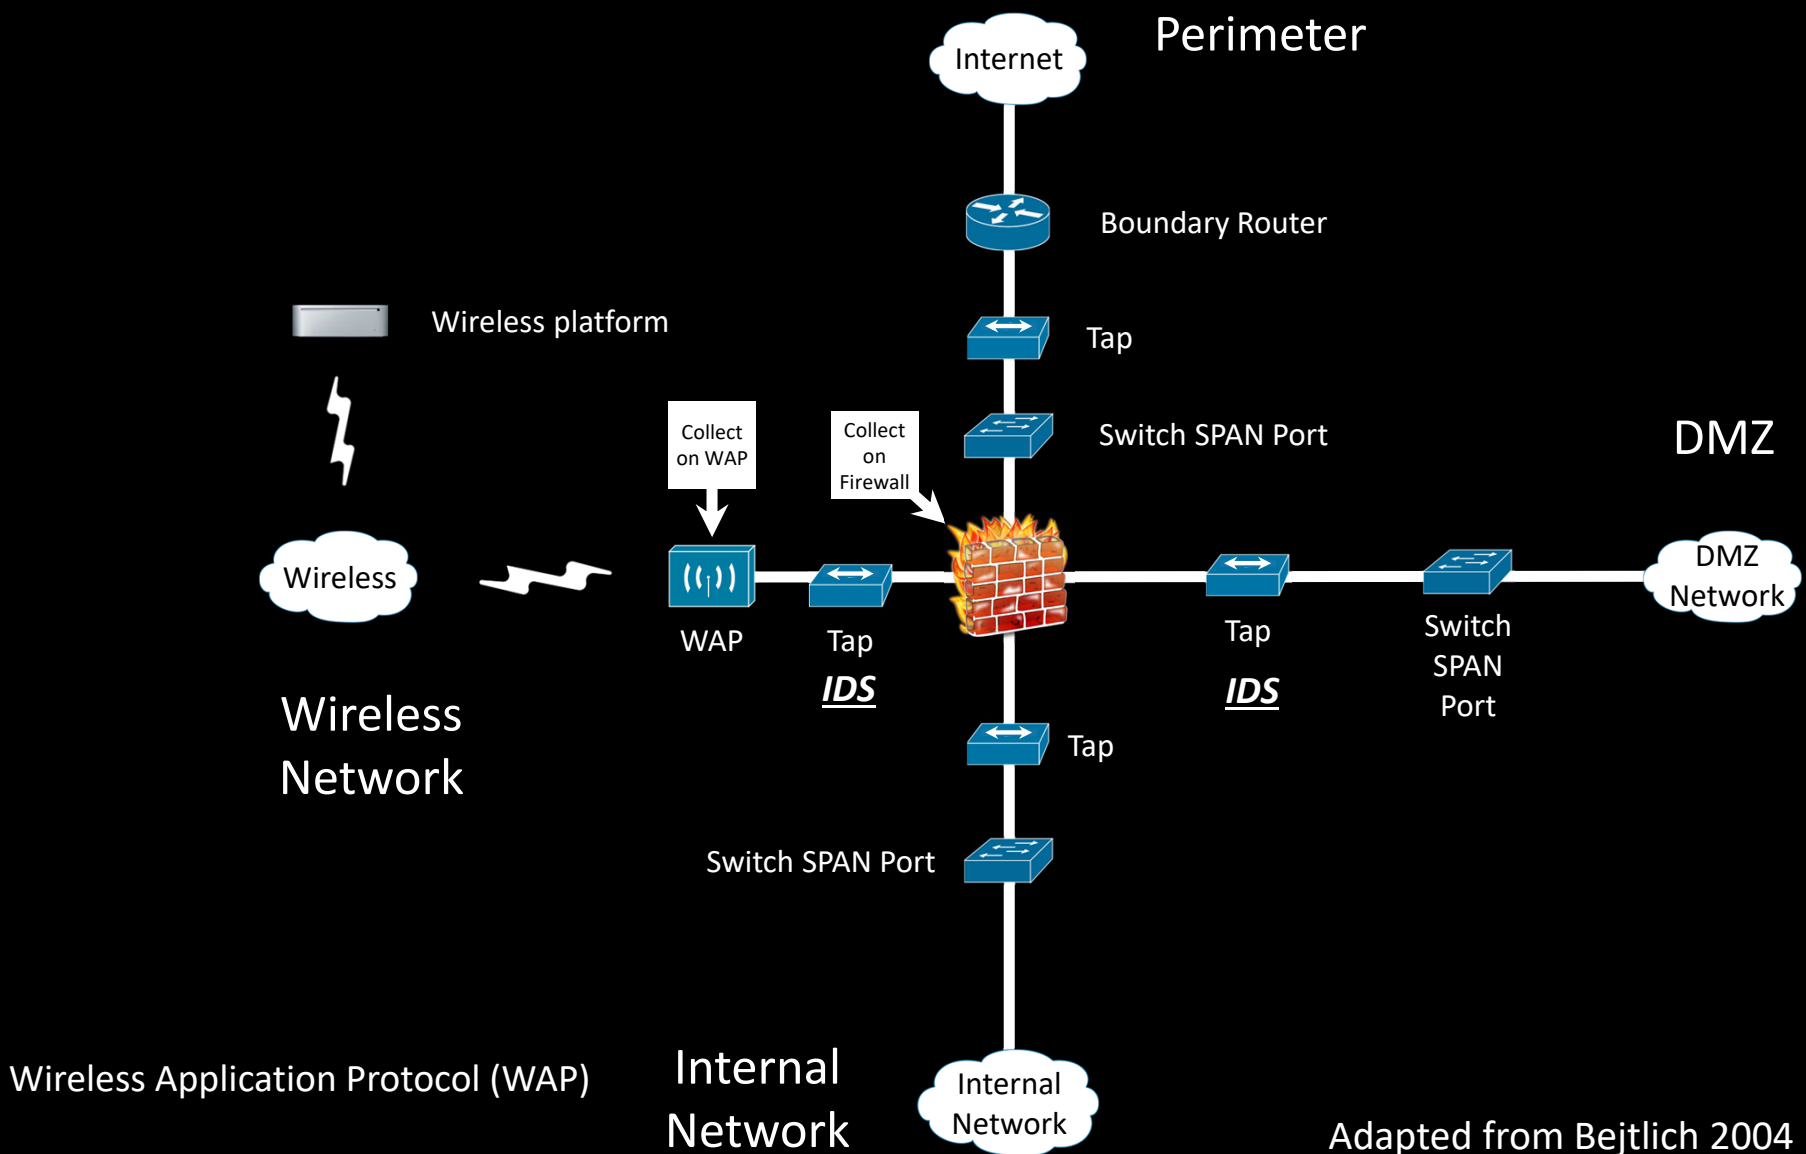 Perimeter
Internet
Boundary Router
Wireless platform
Tap
Collect
on WAP
Collect
on
Firewall
Switch SPAN Port
DMZ
Wireless
WAP
Tap
IDS
Tap
IDS
Switch
SPAN
Port
DMZ
Network
Wireless
Network
Tap
Switch SPAN Port
Wireless Application Protocol (WAP)
Internal
Network
Internal
Network
Adapted from Bejtlich 2004